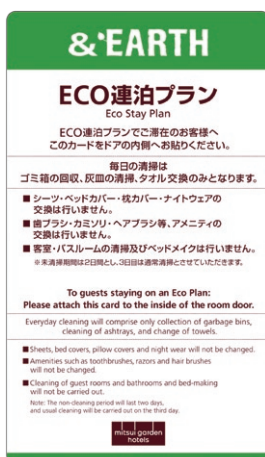 &'EARTH
ECO連泊プラン
Eco Stay Plan
ECO連泊プランでご滞在のお客様へ
このカードをドアの内側へお貼りください。
毎日の清掃は
ゴミ箱の回収、灰皿の清掃、タオル交換のみとなります。
■ シーツ・ベッドカバー・枕カバー・ナイトウェアの
交換は行いません。
■ 歯ブラシ・カミソリ・ヘアブラシ等、アメニティの
交換は行いません。
■ 客室・バスルームの清掃及びベッドメイクは行いません。
※未清掃期間は2日間とし、3日目は通常清掃とさせていただきます。
To guests staying on an Eco Plan:
Please attach this card to the inside of the room door.
Everyday cleaning will comprise only collection of garbage bins,
cleaning of ashtrays, and change of towels.
■ Sheets, bed covers, pillow covers and night wear will not be changed.
■ Amenities such as toothbrushes, razors and hair brushes
will not be changed.
■ Cleaning of guest rooms and bathrooms and bed-making
will not be carried out.
Note: The non-cleaning period will last two days,
and usual cleaning will be carried out on the third day.
mitsui garden
hotels